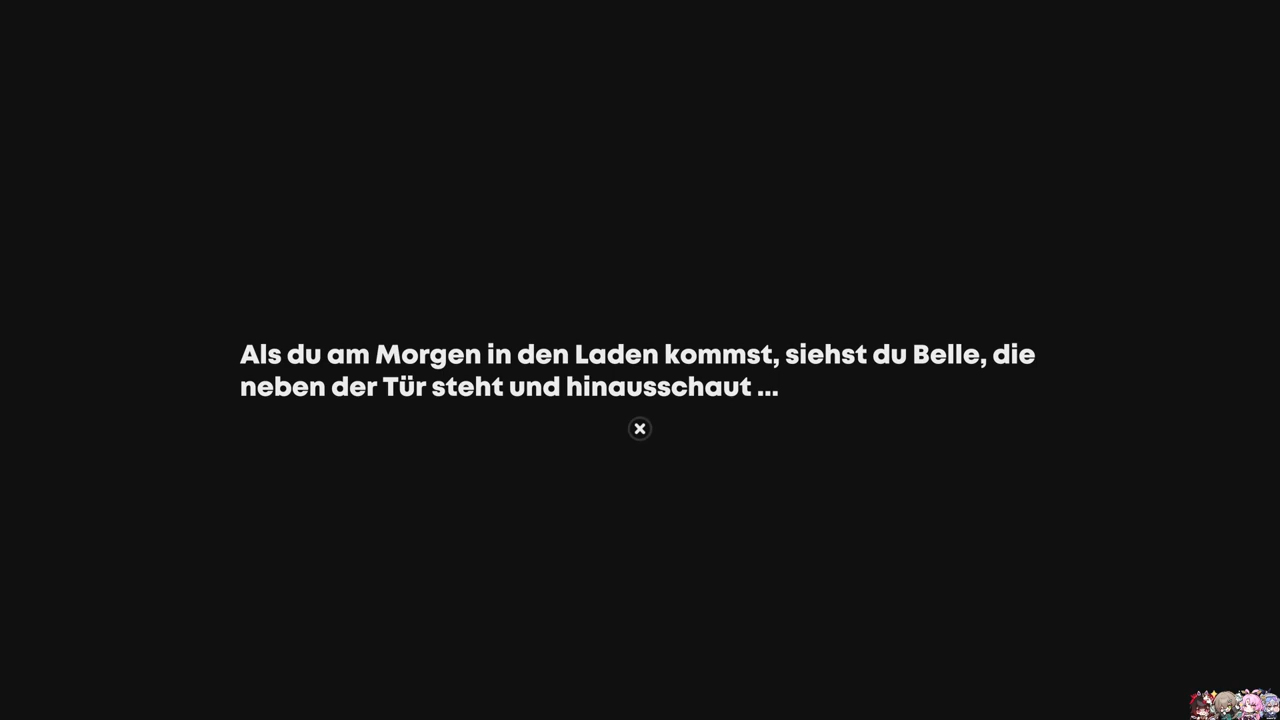 Als du am Morgen in den Laden kommst, siehst du Belle, die
neben der Tür steht und hinausschaut ...